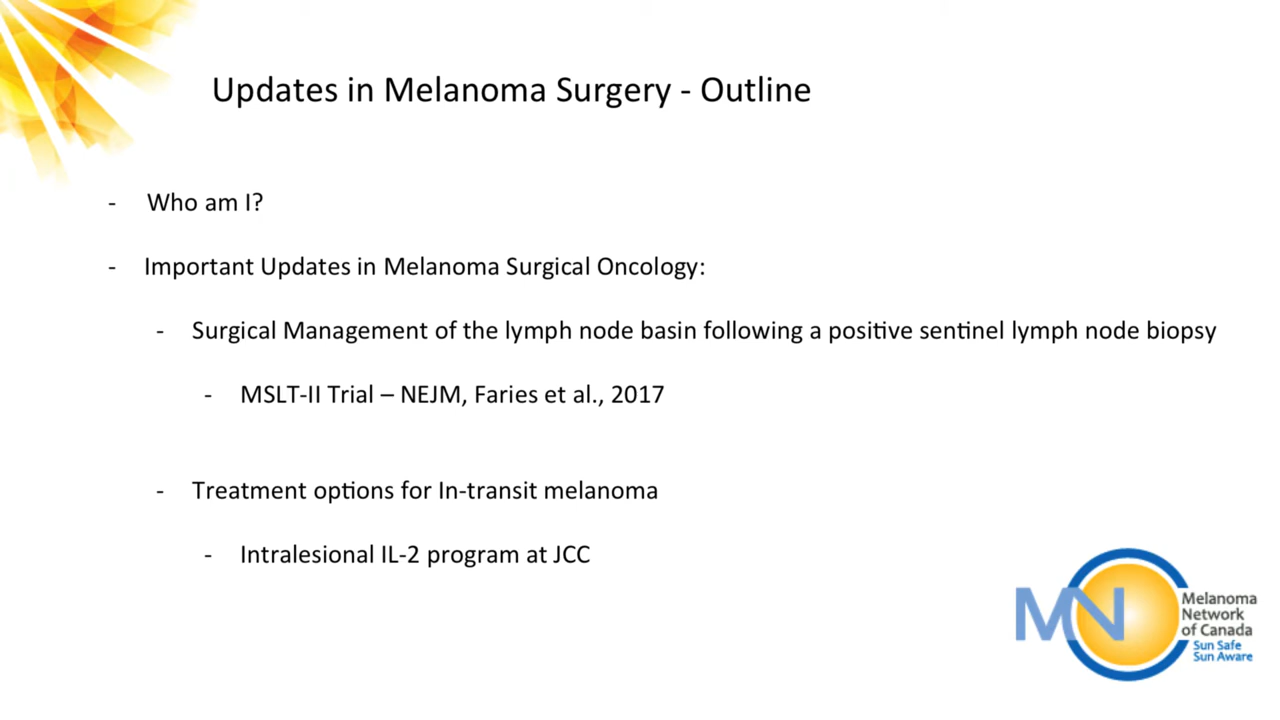 Updates in Melanoma Surgery - Outline
- Who am I?
- Important Updates in Melanoma Surgical Oncology:
- Surgical Management of the lymph node basin following a positive sentinel lymph node biopsy
- MSLT-II Trial – NEJM, Faries et al., 2017
- Treatment options for In-transit melanoma
- Intralesional IL-2 program at JCC
MN
Melanoma
Network
of Canada
Sun Safe
Sun Aware